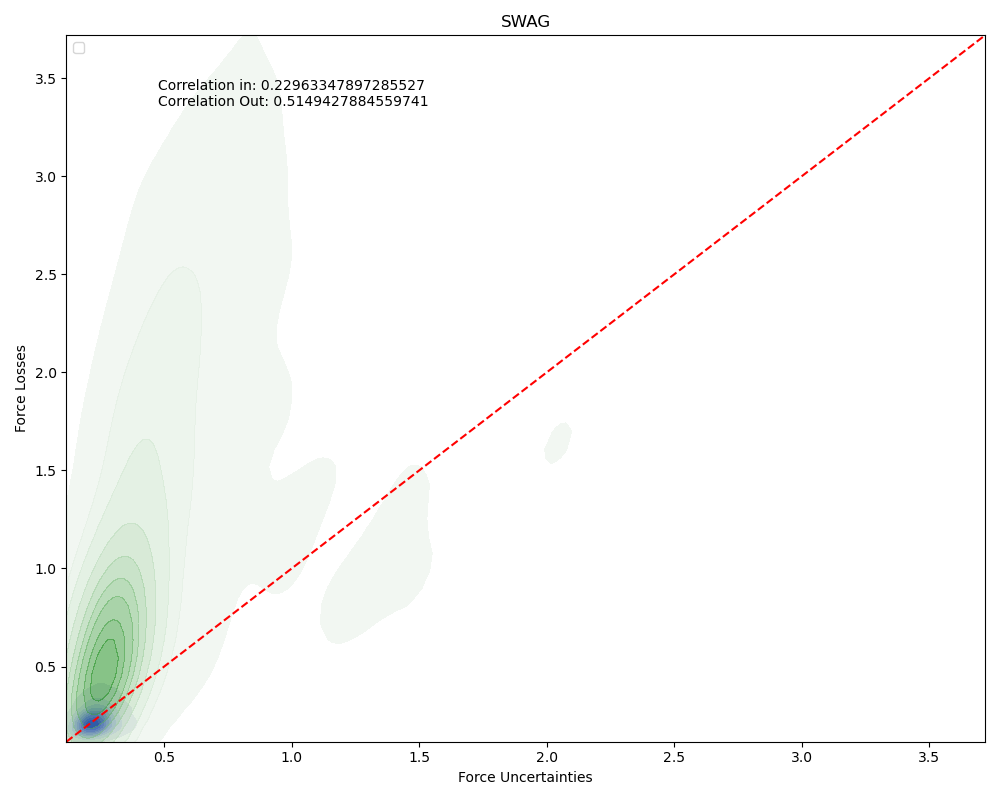 SWAG
Correlation in: 0.22963347897285527
Correlation Out: 0.5149427884559741
3.5
3.0
2.5
2.0
1.5
1.0
0.5
Force Losses
0.5 1.0 1.5 2.0 2.5 3.0 3.5
Force Uncertainties